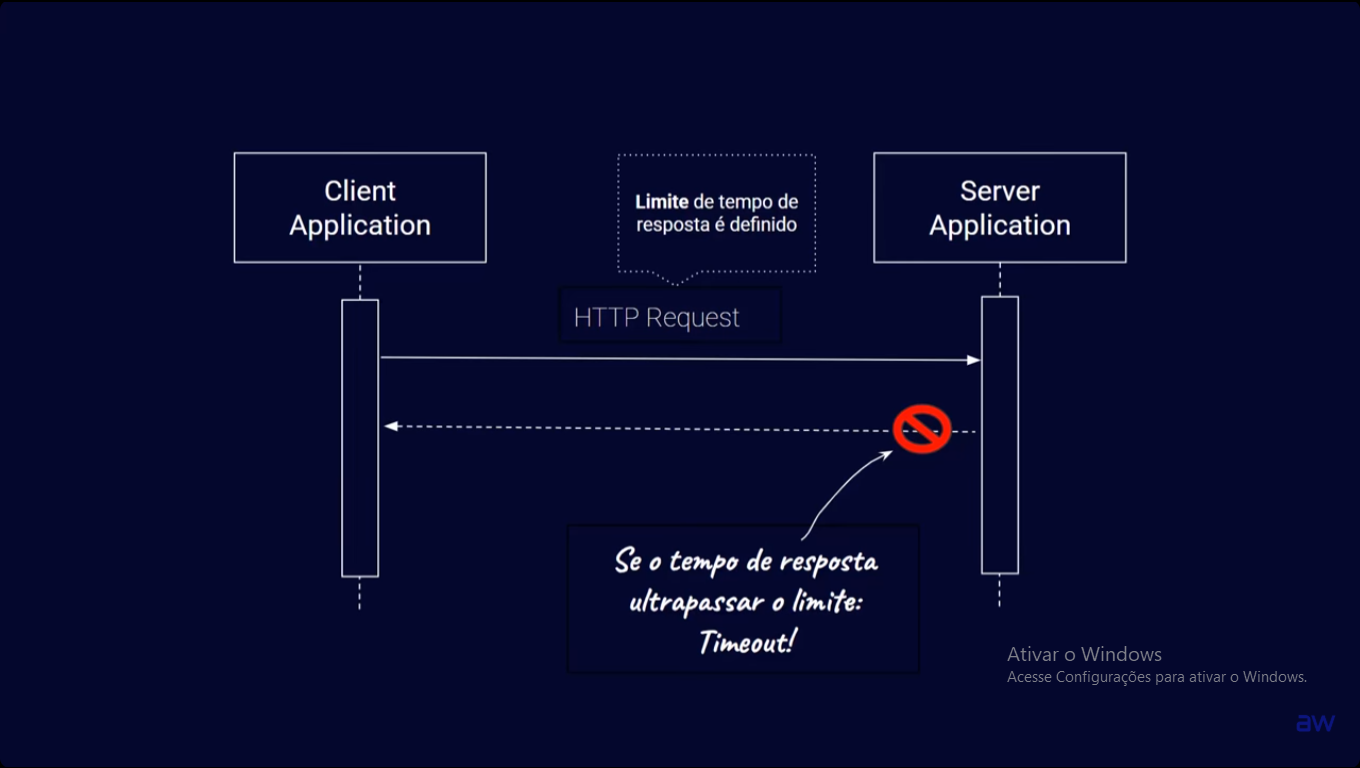 Client
Application
Limite de tempo de
resposta é definido
Server
Application
HTTP Request
Se o tempo de resposta
ultrapassar o limite:
Timeout!
Ativar o Windows
Acesse Configurações para ativar o Windows.
aw